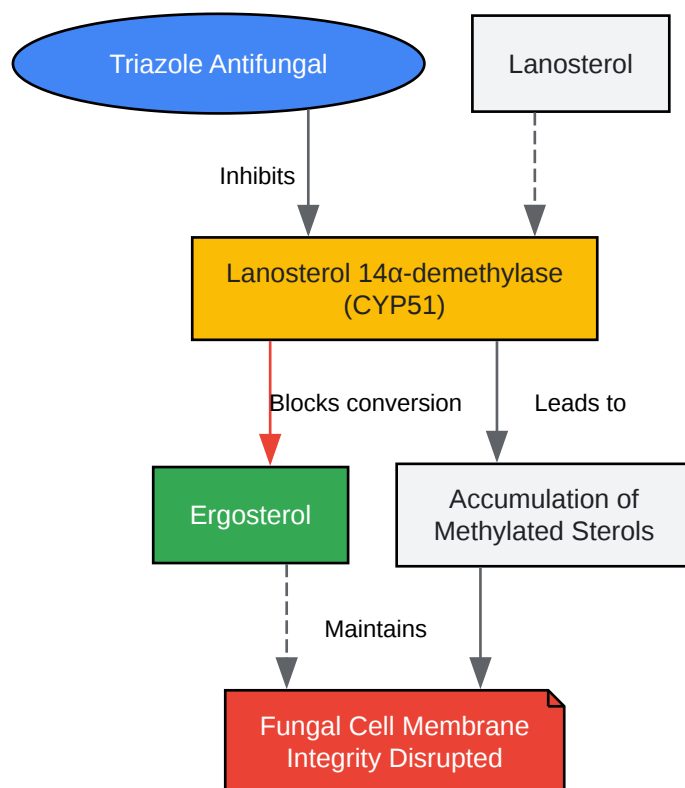 Triazole Antifungal
Lanosterol
Inhibits
Lanosterol 14α-demethylase
(CYP51)
Blocks conversion
Leads to
Ergosterol
Accumulation of
Methylated Sterols
Maintains
Fungal Cell Membrane
Integrity Disrupted